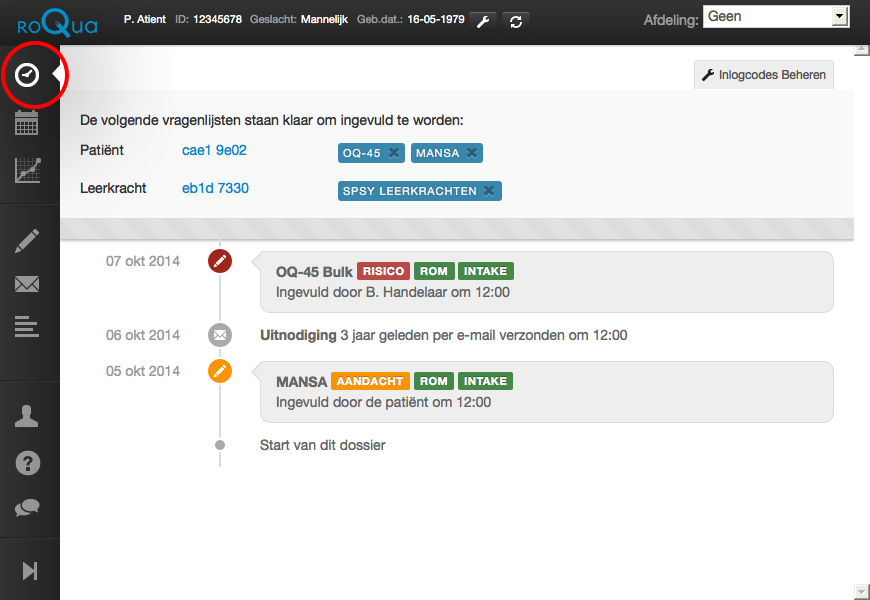 roQua P. Atient ID: 12345678 Geslacht: Mannelijk Geb.dat.: 16-05-1979 Afdeling: Geen
Inlogcodes Beheren
De volgende vragenlijsten staan klaar om ingevuld te worden:
Patiënt cae1 9e02 OQ-45 MANSA
Leerkracht eb1d 7330 SPSY LEERKRACHTEN
07 okt 2014 OQ-45 Bulk RISICO ROM INTAKE
Ingevuld door B. Handelaar om 12:00
06 okt 2014 Uitnodiging 3 jaar geleden per e-mail verzonden om 12:00
05 okt 2014 MANSA AANDACHT ROM INTAKE
Ingevuld door de patiënt om 12:00
Start van dit dossier